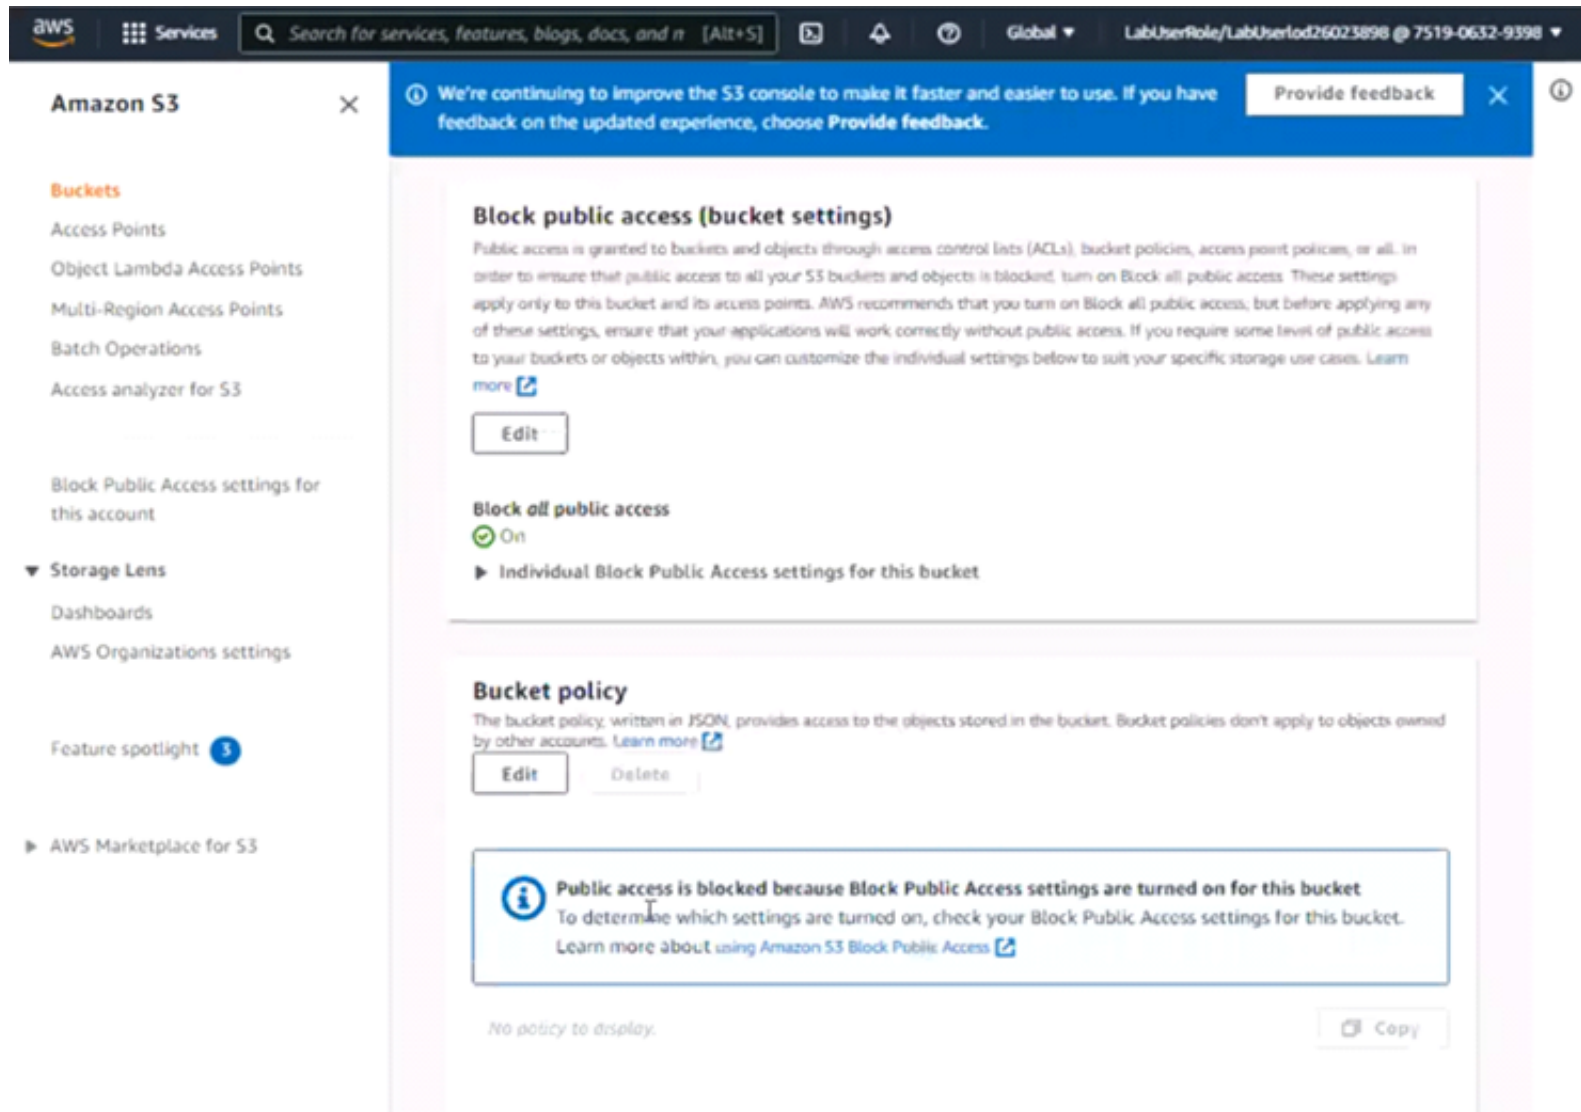 aws
Services
Search for services, features, blogs, docs, and m
[Alt+S]
Global
LabUserRole/LabUserlod26023898 @ 7519-0632-9398
Amazon S3
Buckets
Access Points
Object Lambda Access Points
Multi-Region Access Points
Batch Operations
Access analyzer for S3
Block Public Access settings for
this account
Storage Lens
Dashboards
AWS Organizations settings
Feature spotlight 3
AWS Marketplace for S3
We're continuing to improve the S3 console to make it faster and easier to use. If you have
feedback on the updated experience, choose Provide feedback.
Provide feedback
Block public access (bucket settings)
Public access is granted to buckets and objects through access control lists (ACLs), bucket policies, access point policies, or all. In
order to ensure that public access to all your S3 buckets and objects is blocked, turn on Block all public access. These settings
apply only to this bucket and its access points. AWS recommends that you turn on Block all public access, but before applying any
of these settings, ensure that your applications will work correctly without public access. If you require some level of public access
to your buckets or objects within, you can customize the individual settings below to suit your specific storage use cases. Learn
more
Edit
Block all public access
On
Individual Block Public Access settings for this bucket
Bucket policy
The bucket policy, written in JSON, provides access to the objects stored in the bucket. Bucket policies don't apply to objects owned
by other accounts. Learn more
Edit
Delete
Public access is blocked because Block Public Access settings are turned on for this bucket
To determine which settings are turned on, check your Block Public Access settings for this bucket.
Learn more about using Amazon S3 Block Public Access
No policy to display.
Copy